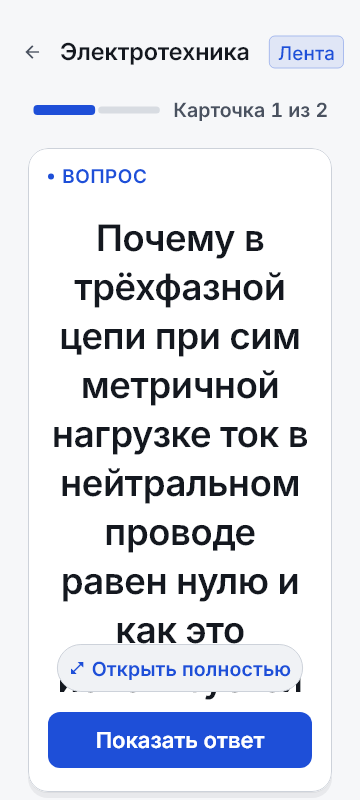 Электротехника
Лента
Карточка 1 из 2
ВОПРОС
Почему в
трёхфазной
цепи при сим
метричной
нагрузке ток в
нейтральном
проводе
равен нулю и
как это
Открыть полностью
Показать ответ